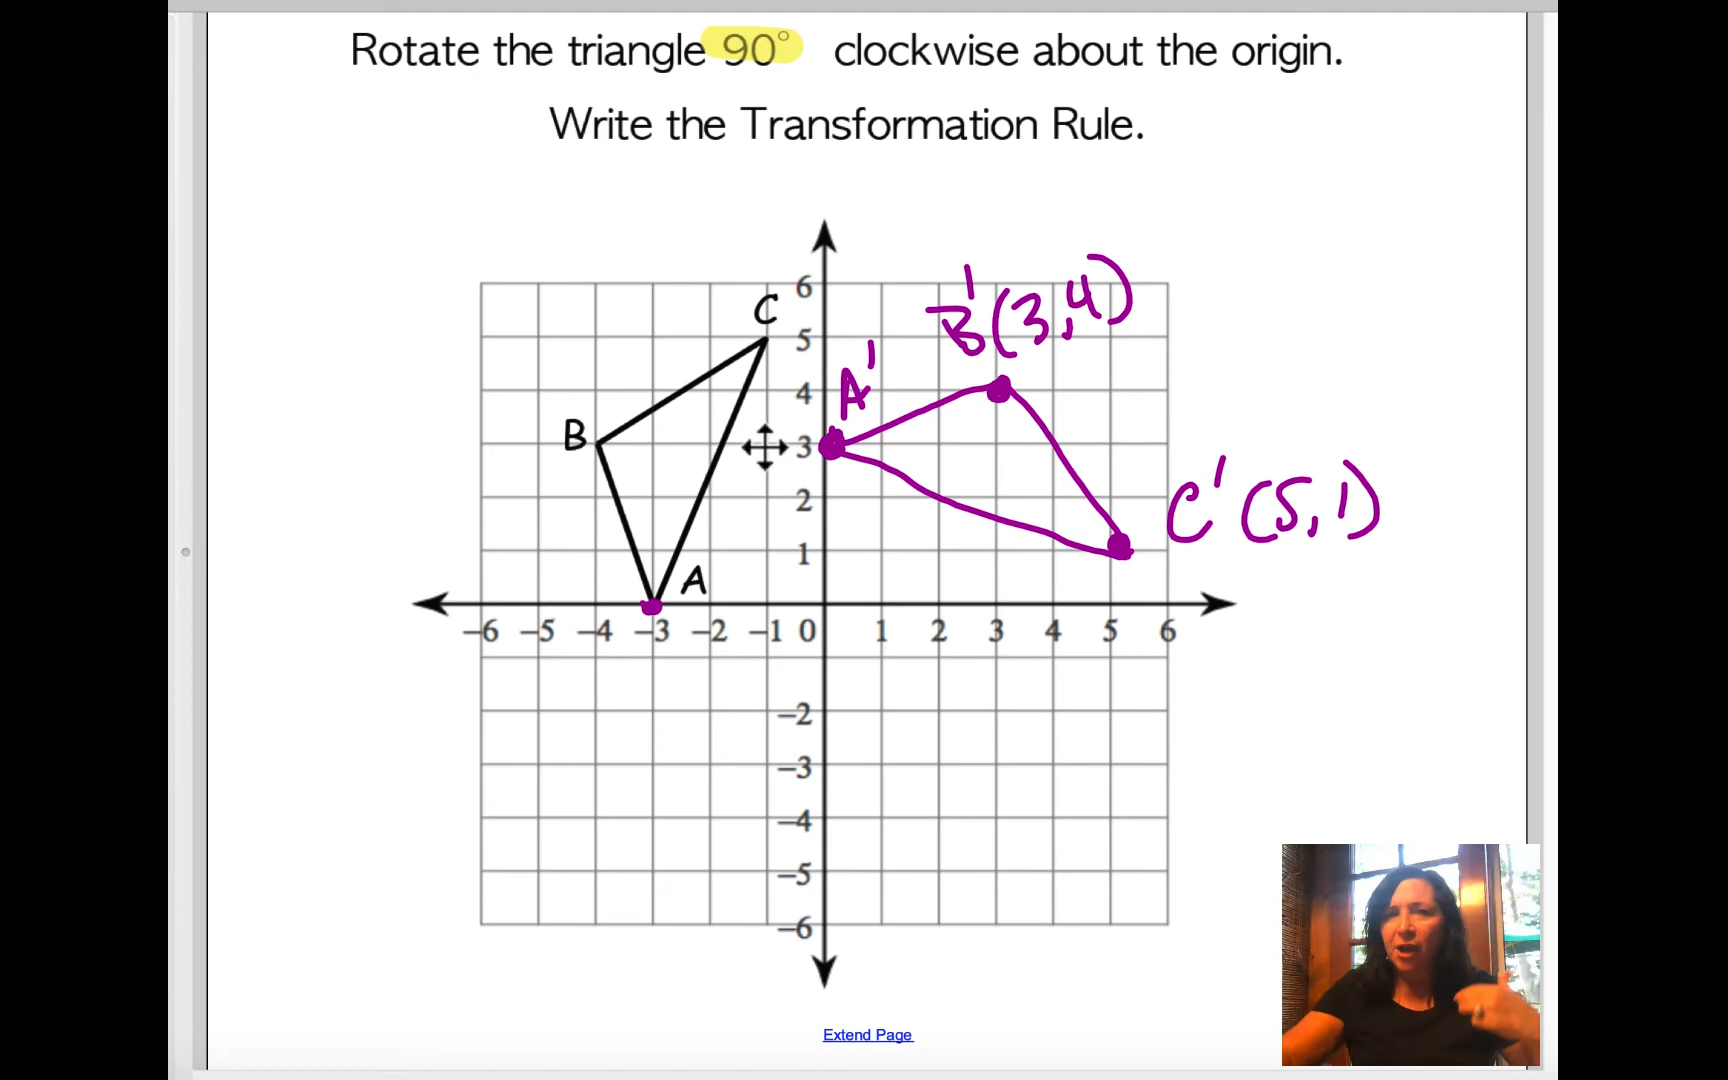 Rotate the triangle 90° clockwise about the origin.
Write the Transformation Rule.
6
C
B'(3,4)
5
A'
4
B
3
C'(5,1)
2
1
A
–6 –5 –4 –3 –2 –1 0 1 2 3 4 5 6
–2
–3
–4
–5
–6
Extend Page